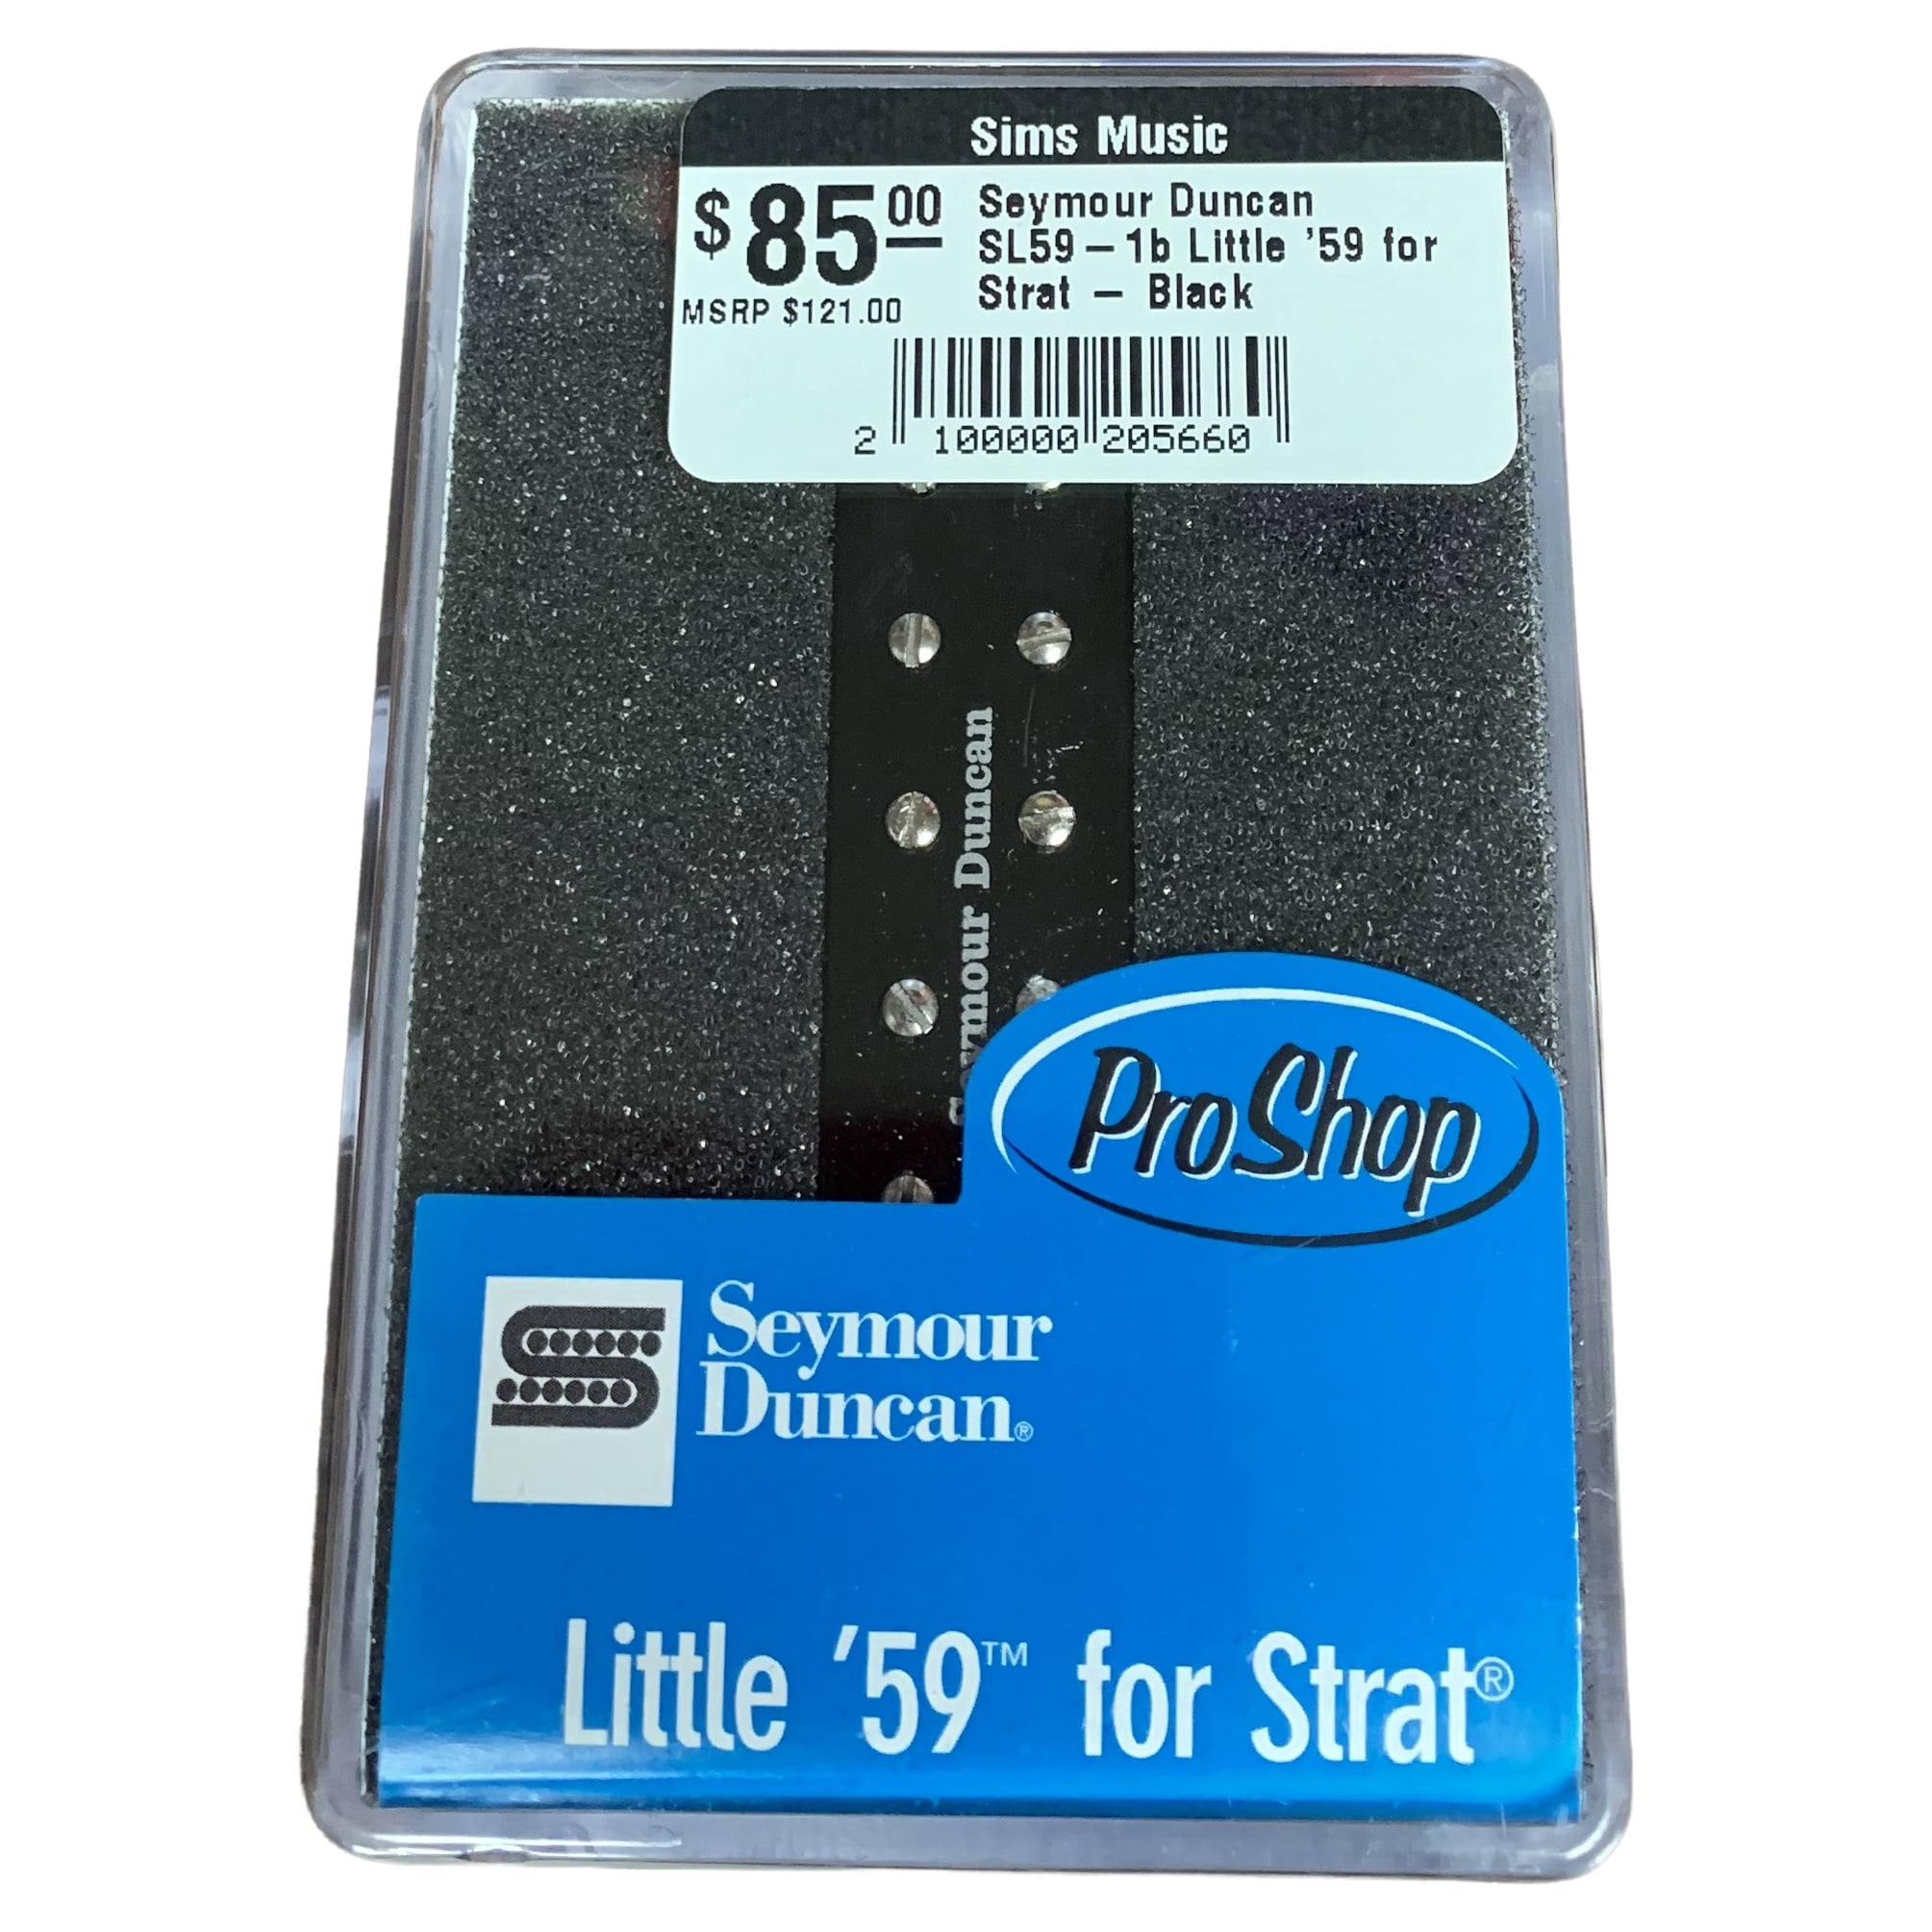 Sims Music
$85.00
MSRP $121.00
Seymour Duncan
SL59-1b Little '59 for
Strat - Black
2 100000 205660
Seymour Duncan
ProShop
Seymour
Duncan®
Little '59™ for Strat®